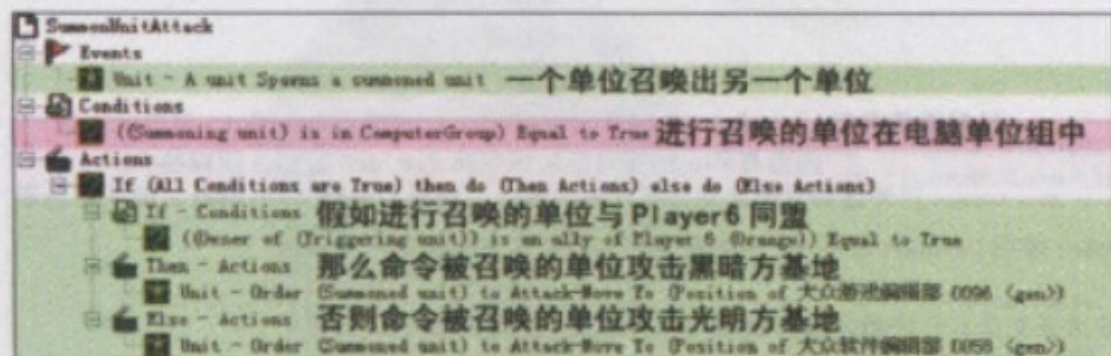 SummonUnitAttack
Events
Unit - A unit Spawns a summoned unit 一个单位召唤出另一个单位
Conditions
((Summoning unit) is in ComputerGroup) Equal to True 进行召唤的单位在电脑单位组中
Actions
If (All Conditions are True) then do (Then Actions) else do (Else Actions)
If - Conditions 假如进行召唤的单位与 Player6 同盟
((Owner of (Triggering unit)) is an ally of Player 6 (Orange)) Equal to True
Then - Actions 那么命令被召唤的单位攻击黑暗方基地
Unit - Order (Summoned unit) to Attack-Move To (Position of 大众游戏编辑部 0096 <gen>)
Else - Actions 否则命令被召唤的单位攻击光明方基地
Unit - Order (Summoned unit) to Attack-Move To (Position of 大众软件编辑部 0058 <gen>)